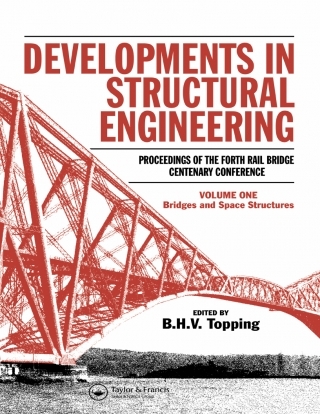 DEVELOPMENTS IN
STRUCTURAL
ENGINEERING
PROCEEDINGS OF THE FORTH RAIL BRIDGE
CENTENARY CONFERENCE
VOLUME ONE
Bridges and Space Structures
EDITED BY
B.H.V. Topping
Taylor & Francis